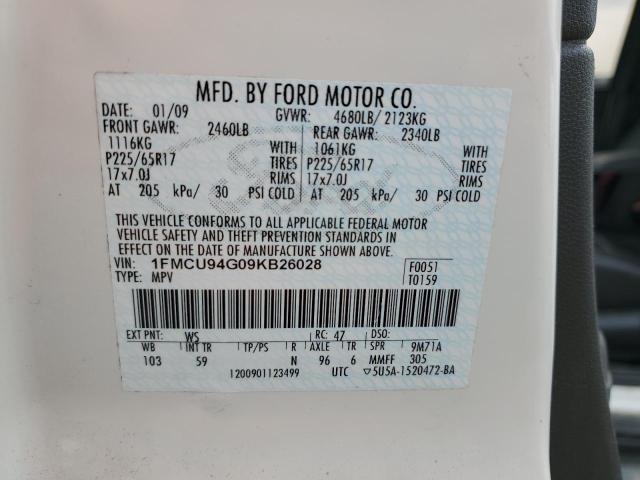 MFD. BY FORD MOTOR CO.
DATE: 01/09 GVWR: 4680LB/ 2123KG
FRONT GAWR: 2460LB REAR GAWR: 2340LB
1116KG 1061KG
P225/65R17 TIRES P225/65R17 TIRES
17x7.0J RIMS 17x7.0J RIMS
AT 205 kPa/ 30 PSI COLD AT 205 kPa/ 30 PSI COLD
THIS VEHICLE CONFORMS TO ALL APPLICABLE FEDERAL MOTOR
VEHICLE SAFETY AND THEFT PREVENTION STANDARDS IN
EFFECT ON THE DATE OF MANUFACTURE SHOWN ABOVE.
VIN: 1FMCU94G09KB26028 F0051
TYPE: MPV T0159
EXT PNT: WS RC: 47 DSO:
WB INT TR TP/PS R AXLE TR SPR 9M71A
103 59 N 96 6 MMFF 305
1200901123499 UTC ▽5U5A-1520472-BA